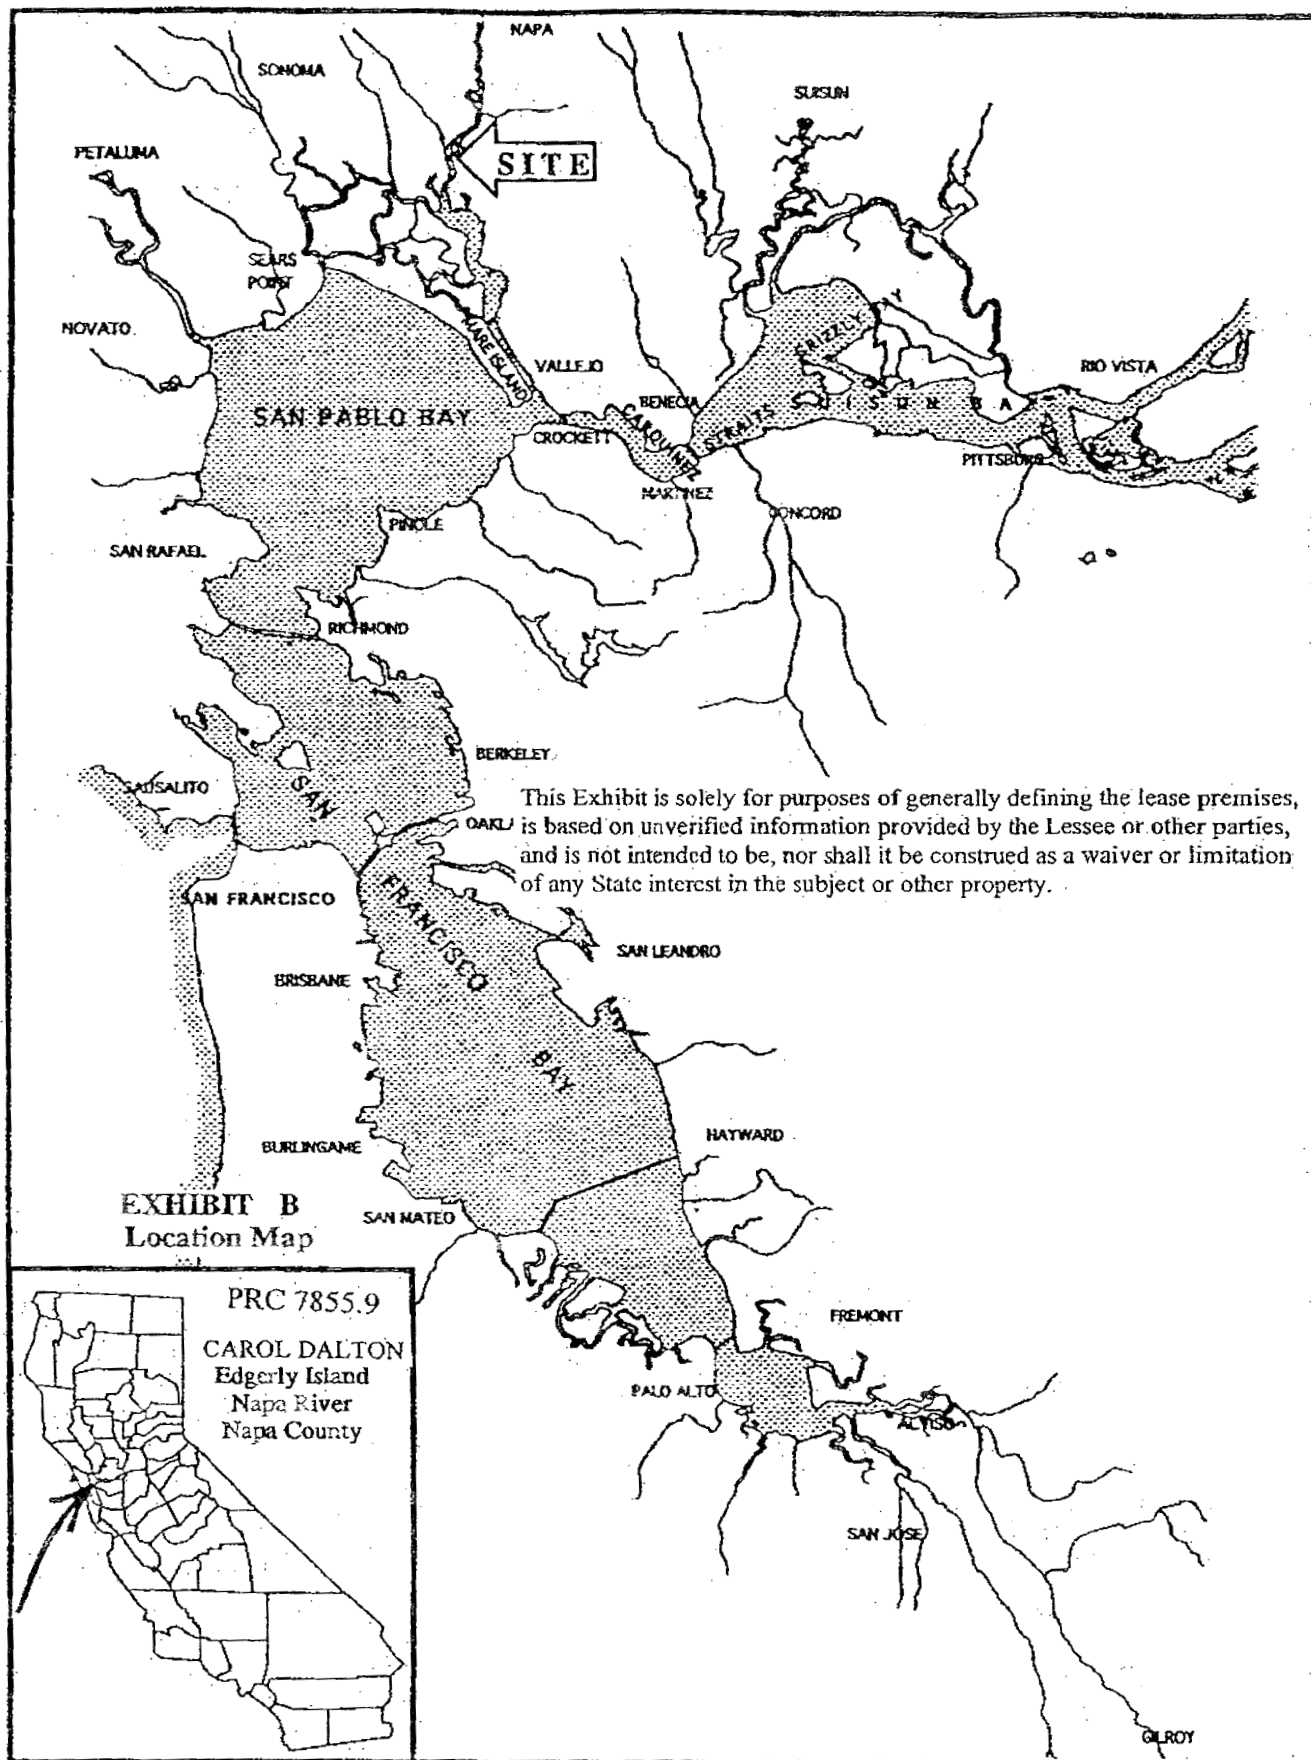 NAPA
SONOMA
SUISUN
PETALUMA
SITE
SEARS
POINT
NOVATO
MARE ISLAND
VALLEJO
GRIZZLY
Y
RIO VISTA
SAN PABLO BAY
BENECIA
SUISUN BA
CARQUINEZ
STRAITS
CROCKETT
PITTSBURG
MARTINEZ
CONCORD
PINOLE
SAN RAFAEL
RICHMOND
BERKELEY
SAUSALITO
SAN
This Exhibit is solely for purposes of generally defining the lease premises,
is based on unverified information provided by the Lessee or other parties,
and is not intended to be, nor shall it be construed as a waiver or limitation
of any State interest in the subject or other property.
OAKL
SAN FRANCISCO
FRANCISCO
SAN LEANDRO
BRISBANE
BAY
HAYWARD
BURLINGAME
EXHIBIT B
Location Map
SAN MATEO
PRC 7855.9
CAROL DALTON
Edgerly Island
Napa River
Napa County
FREMONT
PALO ALTO
ALVISO
SAN JOSE
GILROY